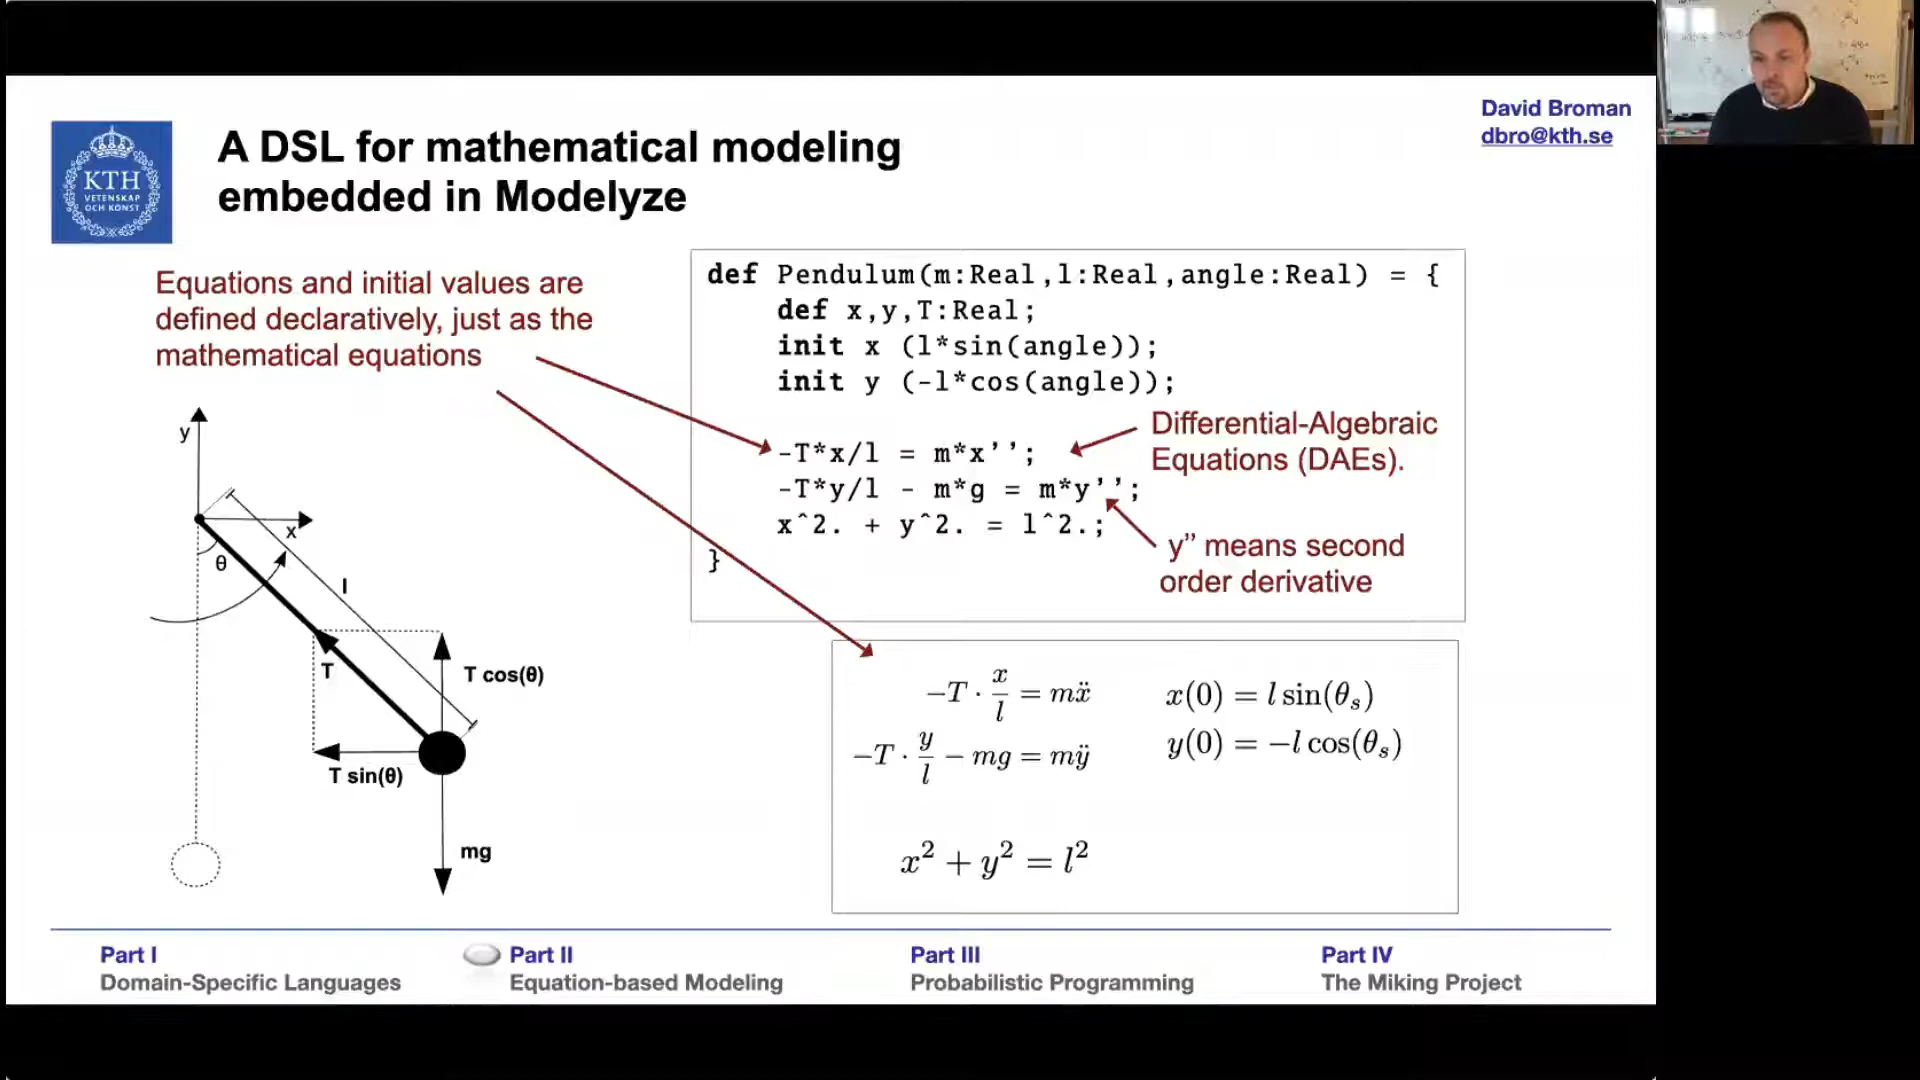 David Broman
dbro@kth.se
KTH
VETENSKAP
OCH KONST
A DSL for mathematical modeling
embedded in Modelyze
Equations and initial values are
defined declaratively, just as the
mathematical equations
def Pendulum(m:Real,l:Real,angle:Real) = {
def x,y,T:Real;
init x (l*sin(angle));
init y (-l*cos(angle));
-T*x/l = m*x’’;
-T*y/l - m*g = m*y’’;
x^2. + y^2. = l^2.;
}
Differential-Algebraic
Equations (DAEs).
y” means second
order derivative
y
x
θ
l
T
T cos(θ)
T sin(θ)
mg
−T · x/l = mẍ
x(0) = l sin(θₛ)
−T · y/l − mg = mÿ
y(0) = −l cos(θₛ)
x² + y² = l²
Part I
Domain-Specific Languages
Part II
Equation-based Modeling
Part III
Probabilistic Programming
Part IV
The Miking Project